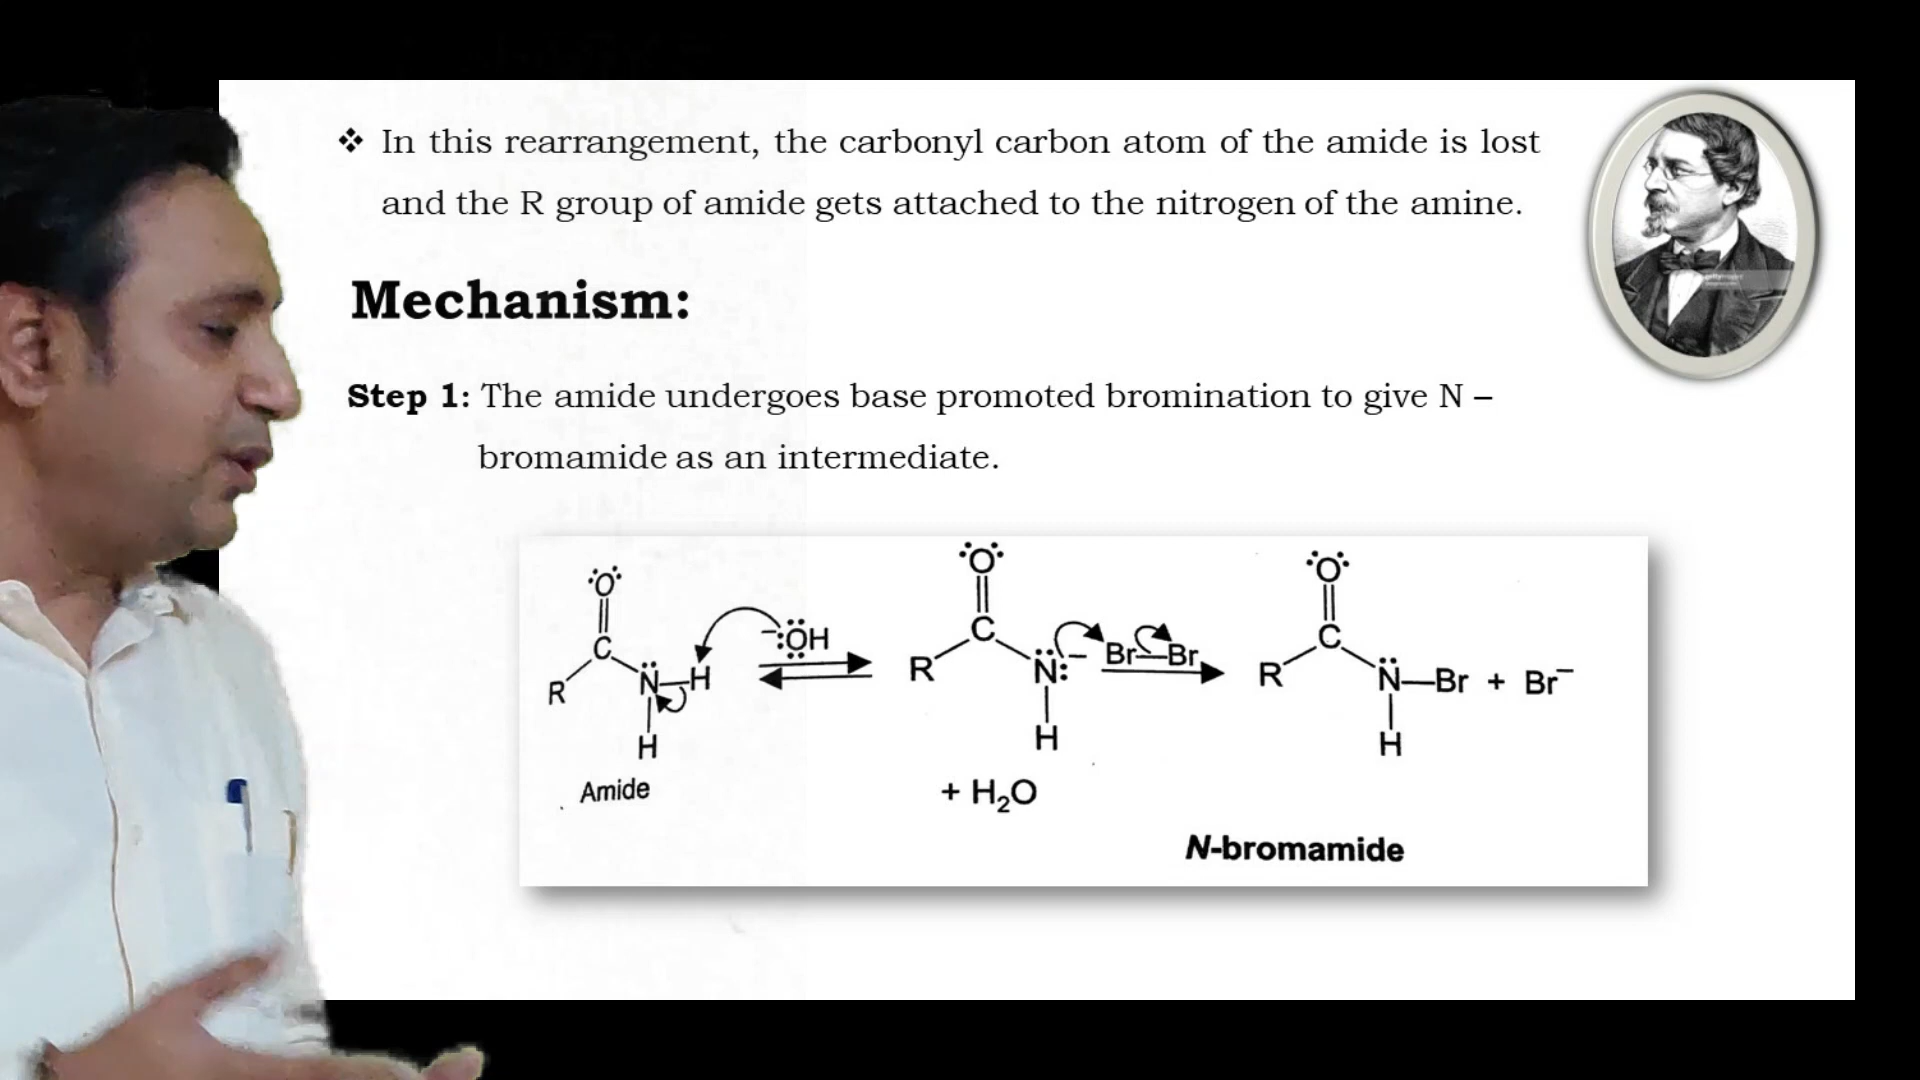 ❖ In this rearrangement, the carbonyl carbon atom of the amide is lost
and the R group of amide gets attached to the nitrogen of the amine.
Mechanism:
Step 1: The amide undergoes base promoted bromination to give N –
bromamide as an intermediate.
O O O
C C C
R N H ⁻:ÖH R N:⁻ Br—Br R N—Br + Br⁻
H H H
Amide + H₂O
N-bromamide